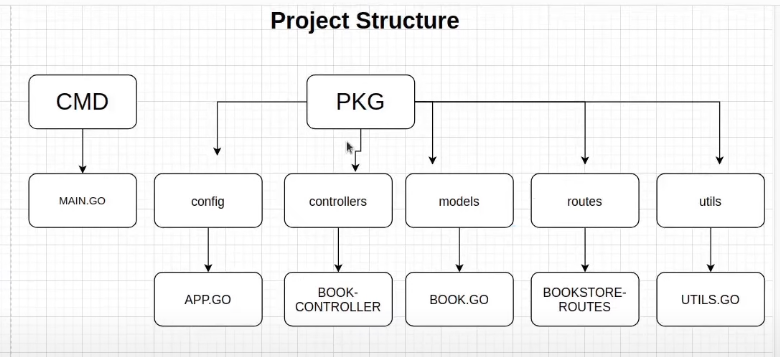 Project Structure
CMD
PKG
MAIN.GO
config
controllers
models
routes
utils
APP.GO
BOOK-
CONTROLLER
BOOK.GO
BOOKSTORE-
ROUTES
UTILS.GO